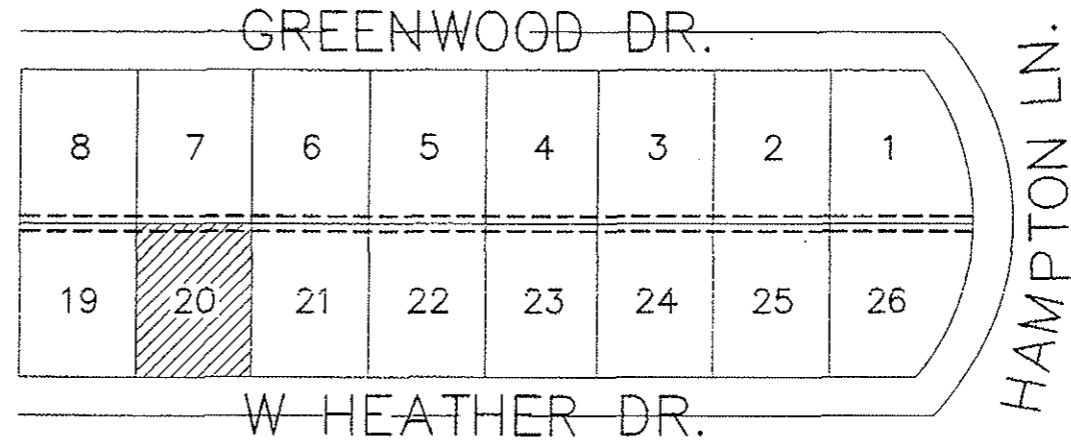 GREENWOOD DR.
8 7 6 5 4 3 2 1
19 20 21 22 23 24 25 26
W HEATHER DR.
HAMPTON LN.